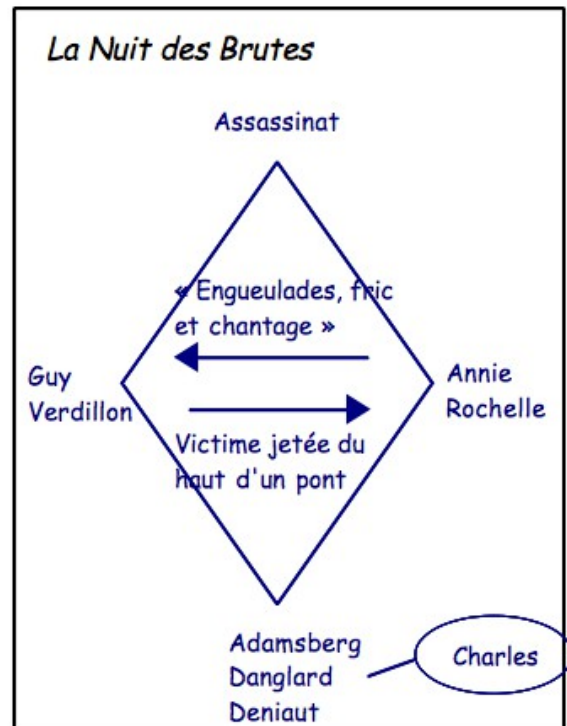 La Nuit des Brutes
Assassinat
« Engueulades, fric
et chantage »
Guy
Verdillon
Annie
Rochelle
Victime jetée du
haut d'un pont
Adamsberg
Danglard
Deniaut
Charles